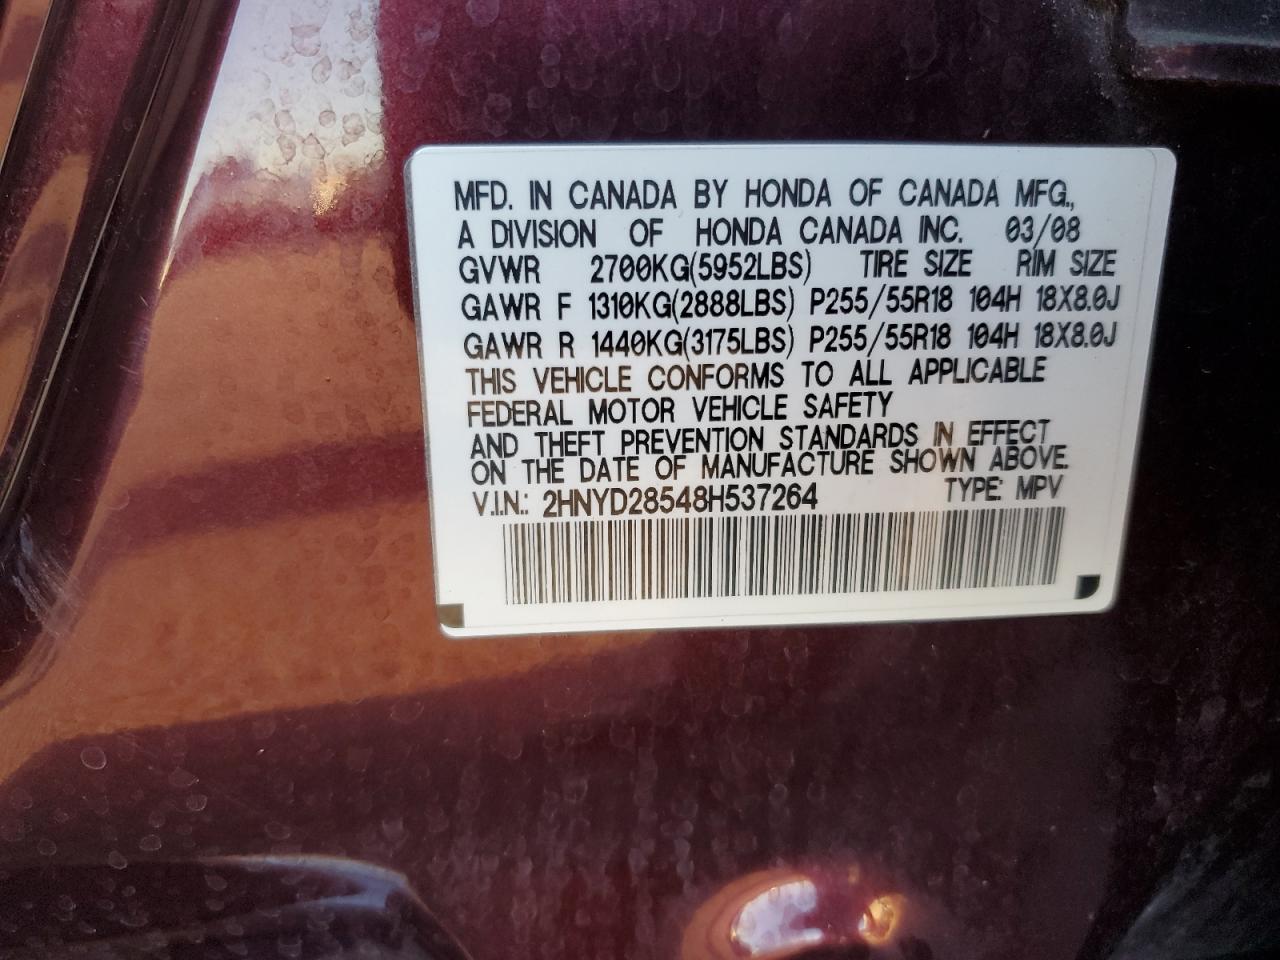 MFD. IN CANADA BY HONDA OF CANADA MFG.,
A DIVISION OF HONDA CANADA INC. 03/08
GVWR 2700KG(5952LBS) TIRE SIZE RIM SIZE
GAWR F 1310KG(2888LBS) P255/55R18 104H 18X8.0J
GAWR R 1440KG(3175LBS) P255/55R18 104H 18X8.0J
THIS VEHICLE CONFORMS TO ALL APPLICABLE
FEDERAL MOTOR VEHICLE SAFETY
AND THEFT PREVENTION STANDARDS IN EFFECT
ON THE DATE OF MANUFACTURE SHOWN ABOVE.
V.I.N.: 2HNYD28548H537264 TYPE: MPV